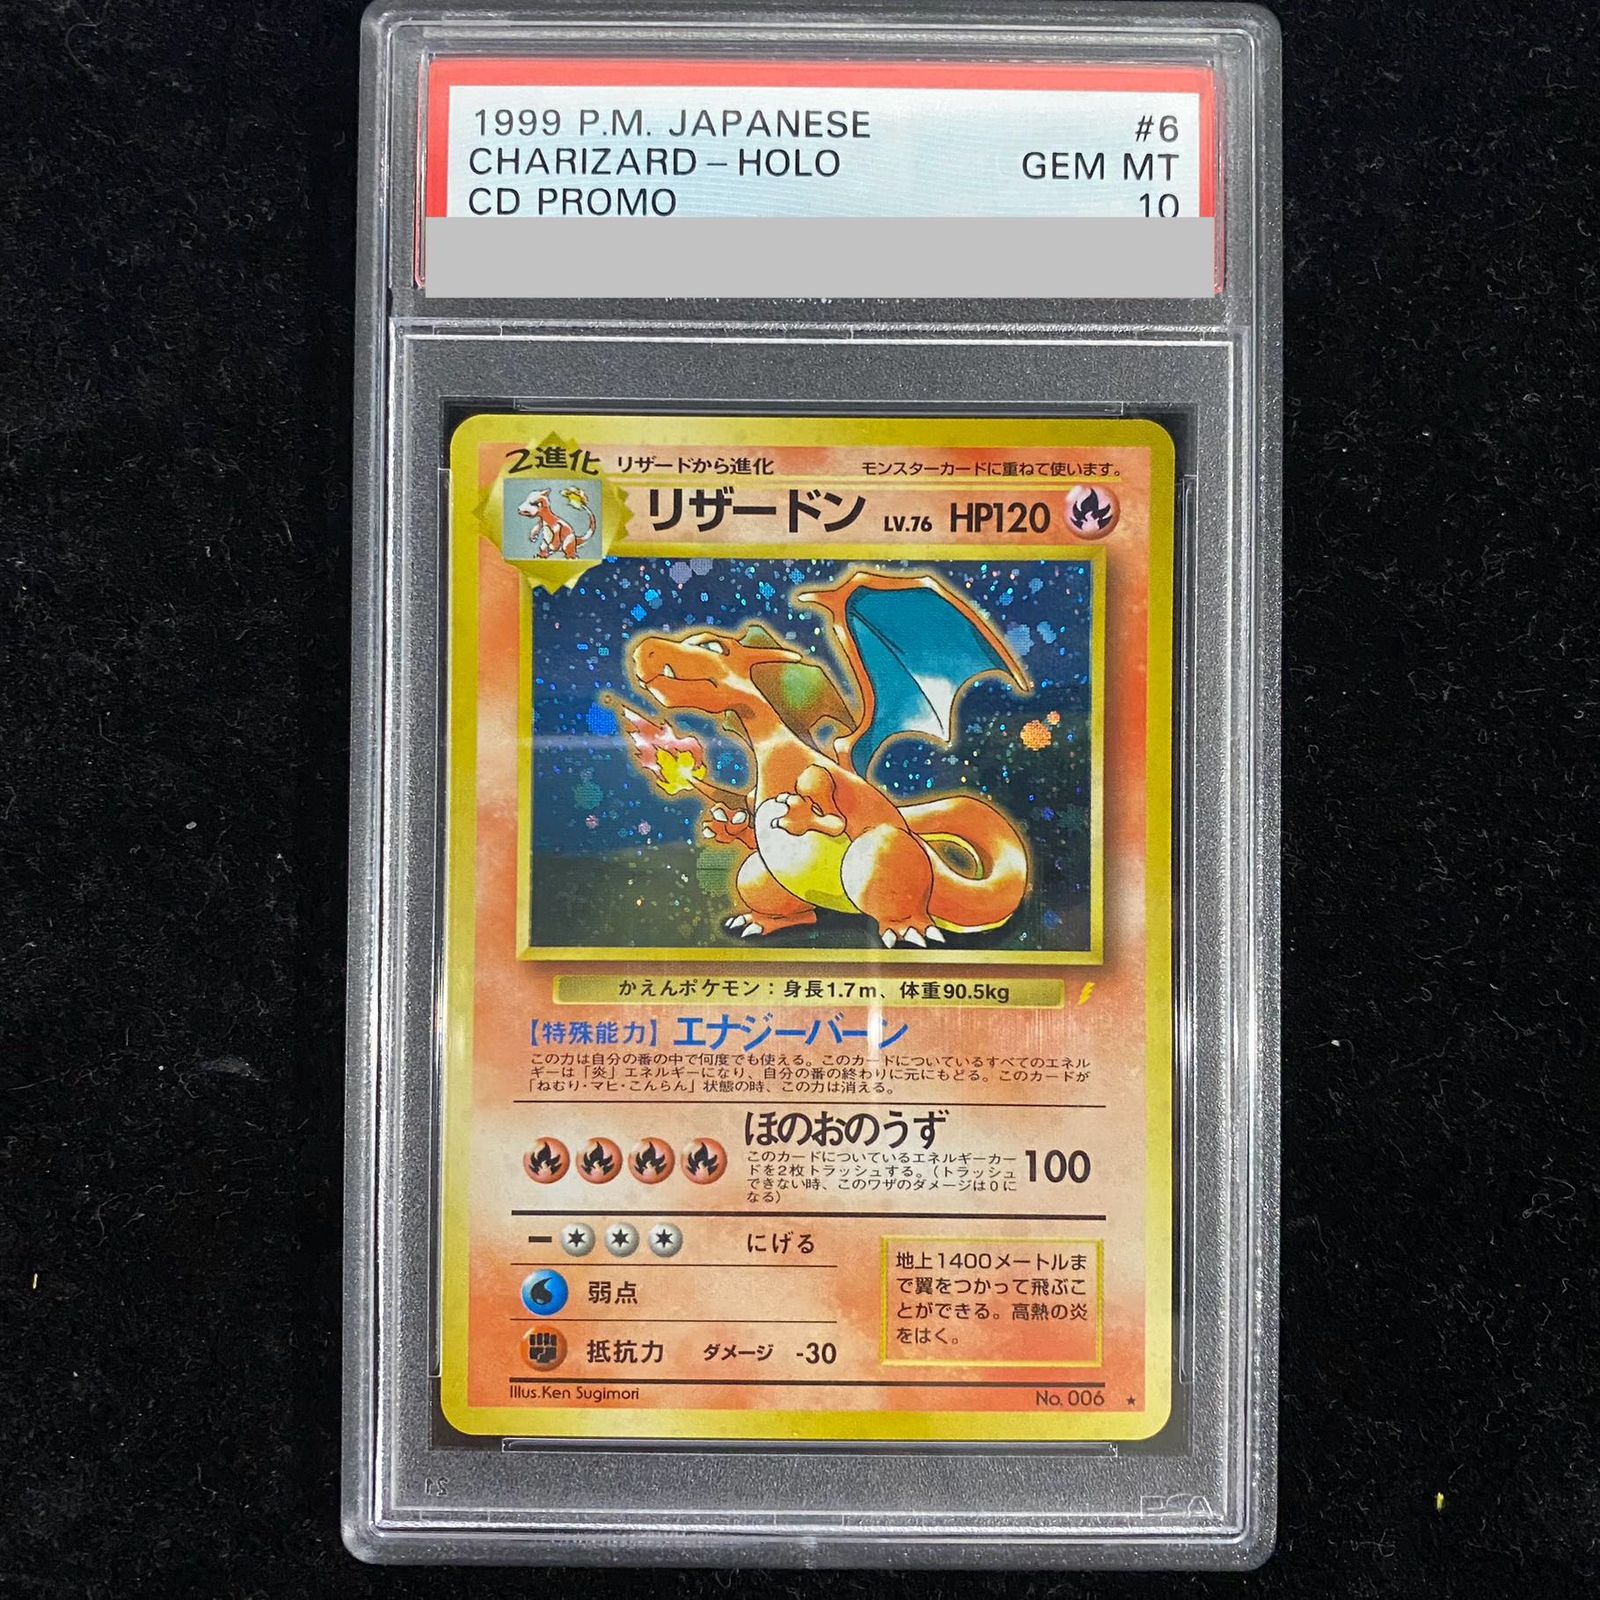 1999 P.M. JAPANESE #6
CHARIZARD-HOLO GEM MT
CD PROMO 10
2進化 リザードから進化 モンスターカードに重ねて使います。
リザードン LV.76 HP120
かえんポケモン：身長1.7m、体重90.5kg
【特殊能力】エナジーバーン
この力は自分の番の中で何度でも使える。このカードについているすべてのエネル
ギーは「炎」エネルギーになり、自分の番の終わりに元にもどる。このカードが
「ねむり・マヒ・こんらん」状態の時、この力は消える。
ほのおのうず
このカードについているエネルギーカー
ドを2枚トラッシュする。（トラッシュ
できない時、このワザのダメージは0に
なる）
100
にげる
弱点
抵抗力 ダメージ -30
地上1400メートルま
で翼をつかって飛ぶこ
とができる。高熱の炎
をはく。
Illus.Ken Sugimori No.006 ★
21 PSA